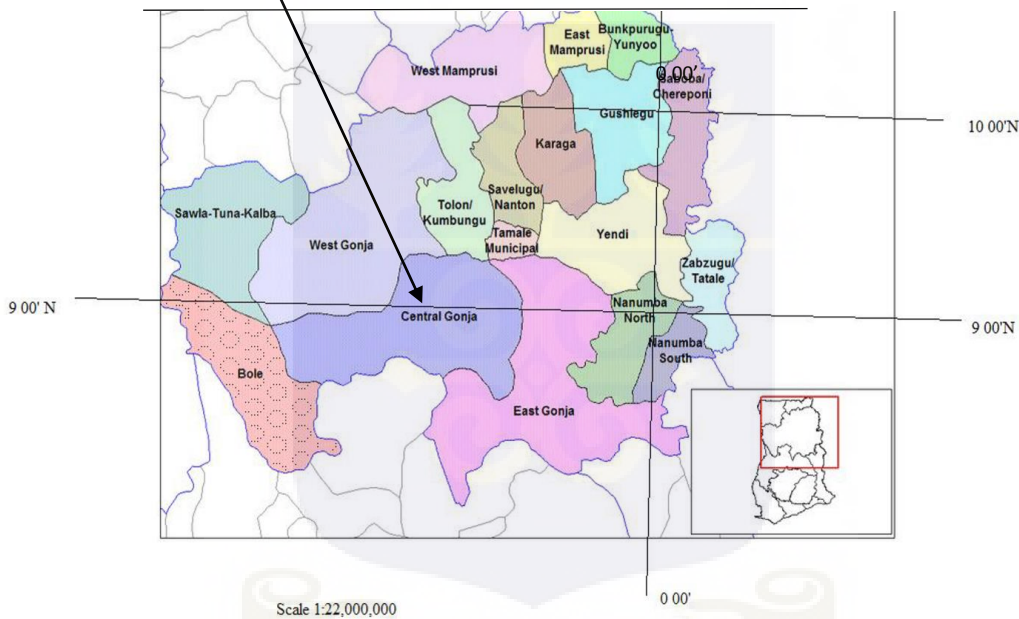 East
Mamprusi
Bunkpurugu-
Yunyoo
West Mamprusi
0 00'
Saboba/
Chereponi
Gushiegu
10 00'N
Karaga
Savelugu/
Nanton
Sawla-Tuna-Kalba
Tolon/
Kumbungu
West Gonja
Tamale
Municipal
Yendi
Zabzugu/
Tatale
9 00' N
Central Gonja
Nanumba
North
9 00'N
Nanumba
South
Bole
East Gonja
0 00'
Scale 1:22,000,000